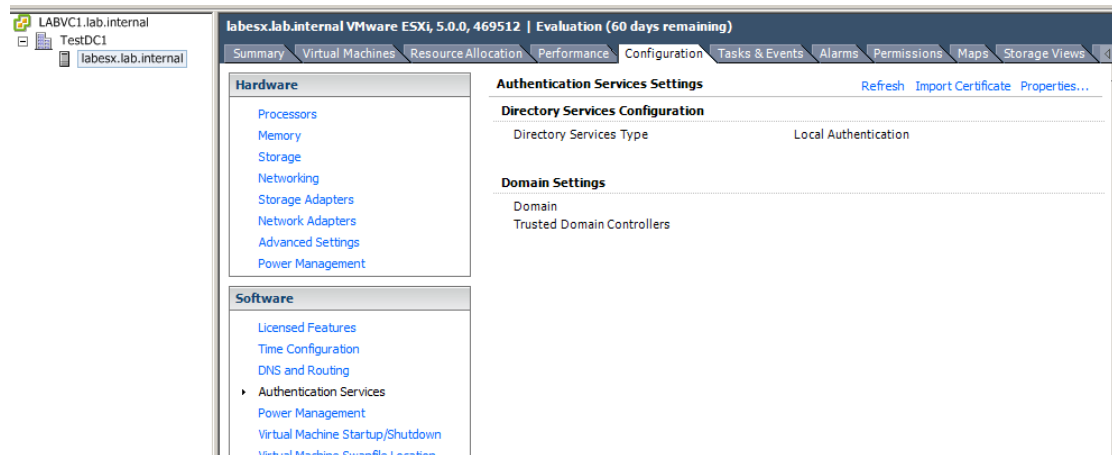 LABVC1.lab.internal
TestDC1
labesx.lab.internal
labesx.lab.internal VMware ESXi, 5.0.0, 469512 | Evaluation (60 days remaining)
Summary Virtual Machines Resource Allocation Performance Configuration Tasks & Events Alarms Permissions Maps Storage Views
Hardware
Processors
Memory
Storage
Networking
Storage Adapters
Network Adapters
Advanced Settings
Power Management
Software
Licensed Features
Time Configuration
DNS and Routing
Authentication Services
Power Management
Virtual Machine Startup/Shutdown
Virtual Machine Swapfile Location
Authentication Services Settings Refresh Import Certificate Properties...
Directory Services Configuration
Directory Services Type Local Authentication
Domain Settings
Domain
Trusted Domain Controllers